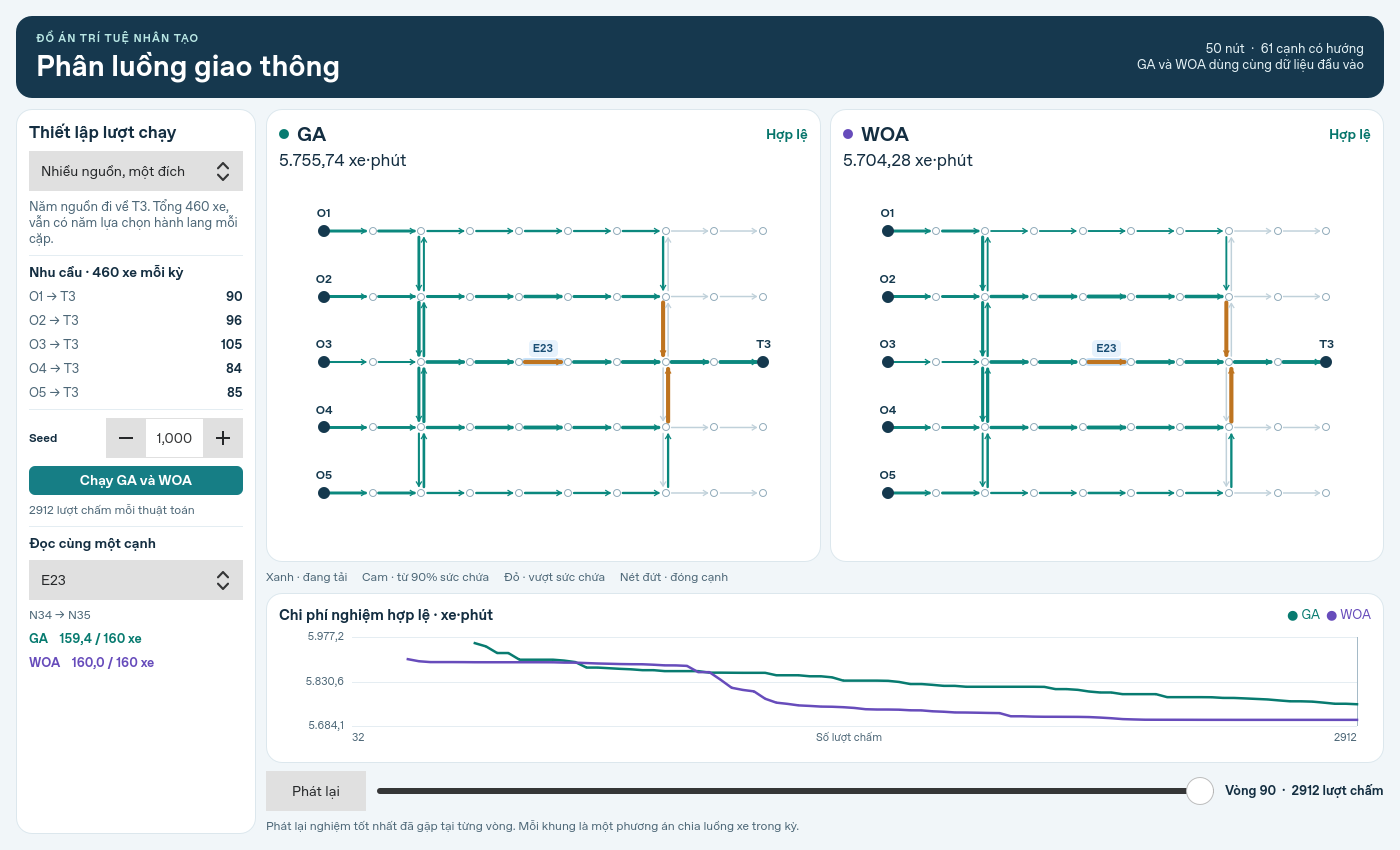 ĐỒ ÁN TRÍ TUỆ NHÂN TẠO
Phân luồng giao thông
50 nút · 61 cạnh có hướng
GA và WOA dùng cùng dữ liệu đầu vào
Thiết lập lượt chạy
Nhiều nguồn, một đích
Năm nguồn đi về T3. Tổng 460 xe,
vẫn có năm lựa chọn hành lang mỗi
cặp.
Nhu cầu · 460 xe mỗi kỳ
O1 → T3 90
O2 → T3 96
O3 → T3 105
O4 → T3 84
O5 → T3 85
Seed 1,000
Chạy GA và WOA
2912 lượt chấm mỗi thuật toán
Đọc cùng một cạnh
E23
N34 → N35
GA 159,4 / 160 xe
WOA 160,0 / 160 xe
GA Hợp lệ
5.755,74 xe·phút
O1
O2
O3
E23
T3
O4
O5
WOA Hợp lệ
5.704,28 xe·phút
O1
O2
O3
E23
T3
O4
O5
Xanh · đang tải Cam · từ 90% sức chứa Đỏ · vượt sức chứa Nét đứt · đóng cạnh
Chi phí nghiệm hợp lệ · xe·phút
GA WOA
5.977,2
5.830,6
5.684,1
32 Số lượt chấm 2912
Phát lại
Vòng 90 · 2912 lượt chấm
Phát lại nghiệm tốt nhất đã gặp tại từng vòng. Mỗi khung là một phương án chia luồng xe trong kỳ.